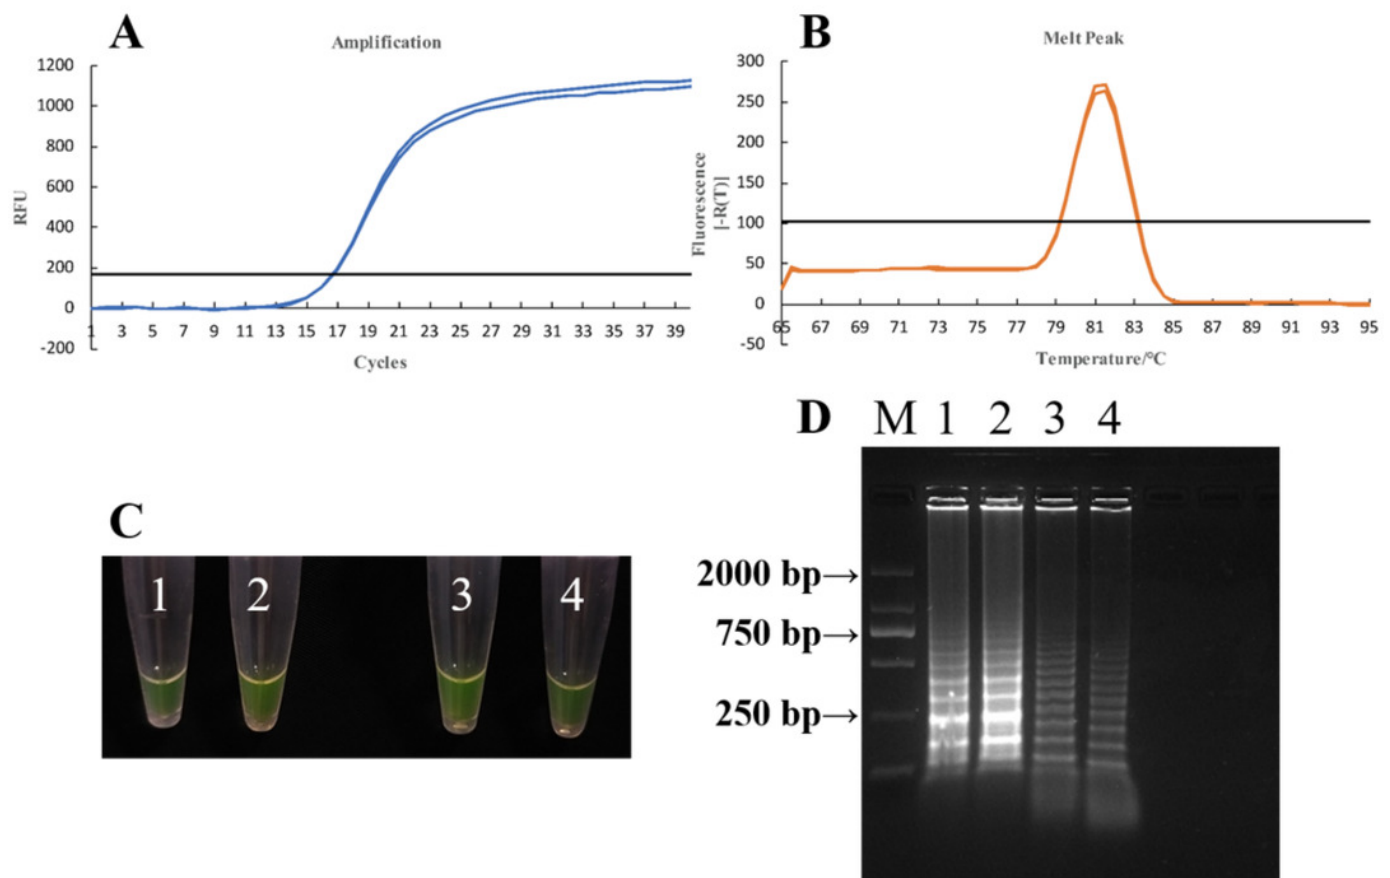 A
Amplification
1200
1000
800
600
400
200
0
-200
RFU
1 3 5 7 9 11 13 15 17 19 21 23 25 27 29 31 33 35 37 39
Cycles
B
Melt Peak
300
250
200
150
100
50
0
-50
Fluorescence
[-R(T)]
65 67 69 71 73 75 77 79 81 83 85 87 89 91 93 95
Temperature/°C
C
1 2 3 4
D
M 1 2 3 4
2000 bp→
750 bp→
250 bp→